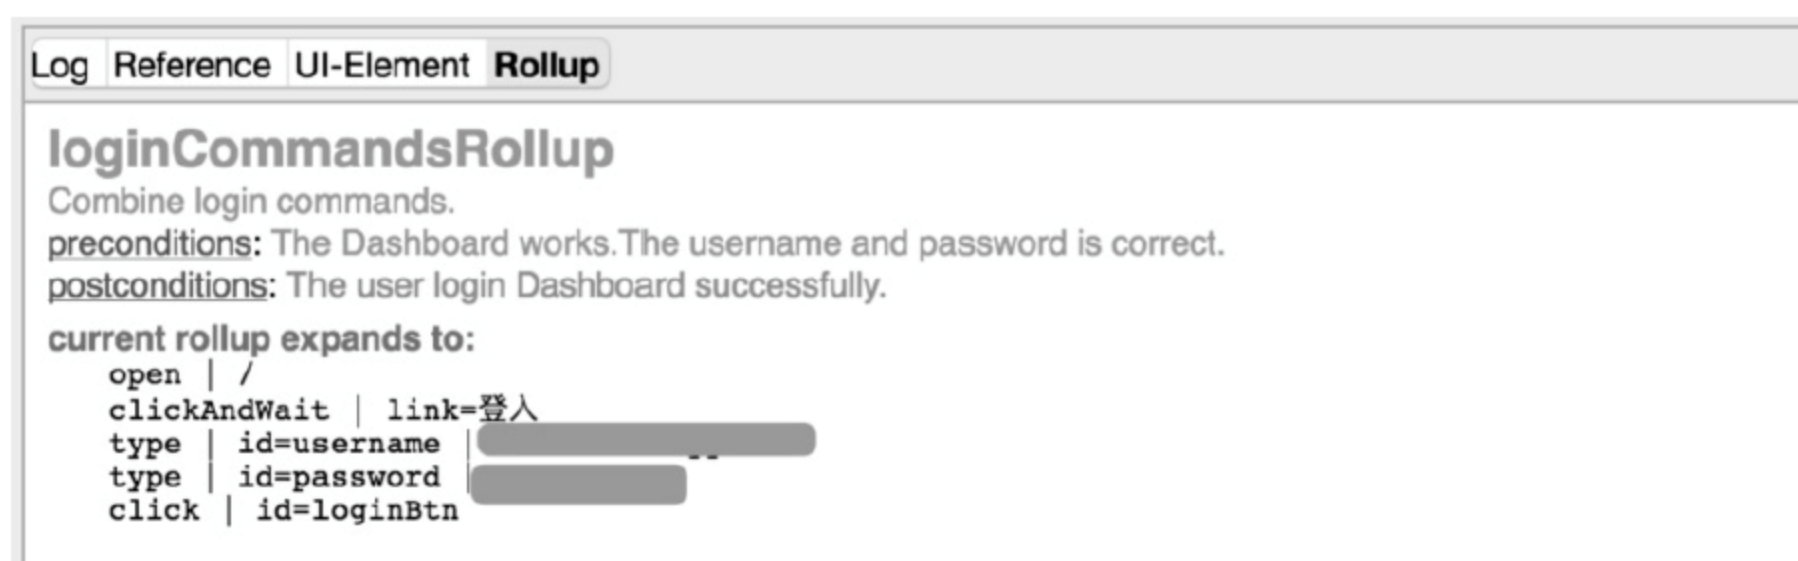 Log Reference UI-Element Rollup
loginCommandsRollup
Combine login commands.
preconditions: The Dashboard works.The username and password is correct.
postconditions: The user login Dashboard successfully.
current rollup expands to:
open | /
clickAndWait | link=登入
type | id=username |
type | id=password |
click | id=loginBtn